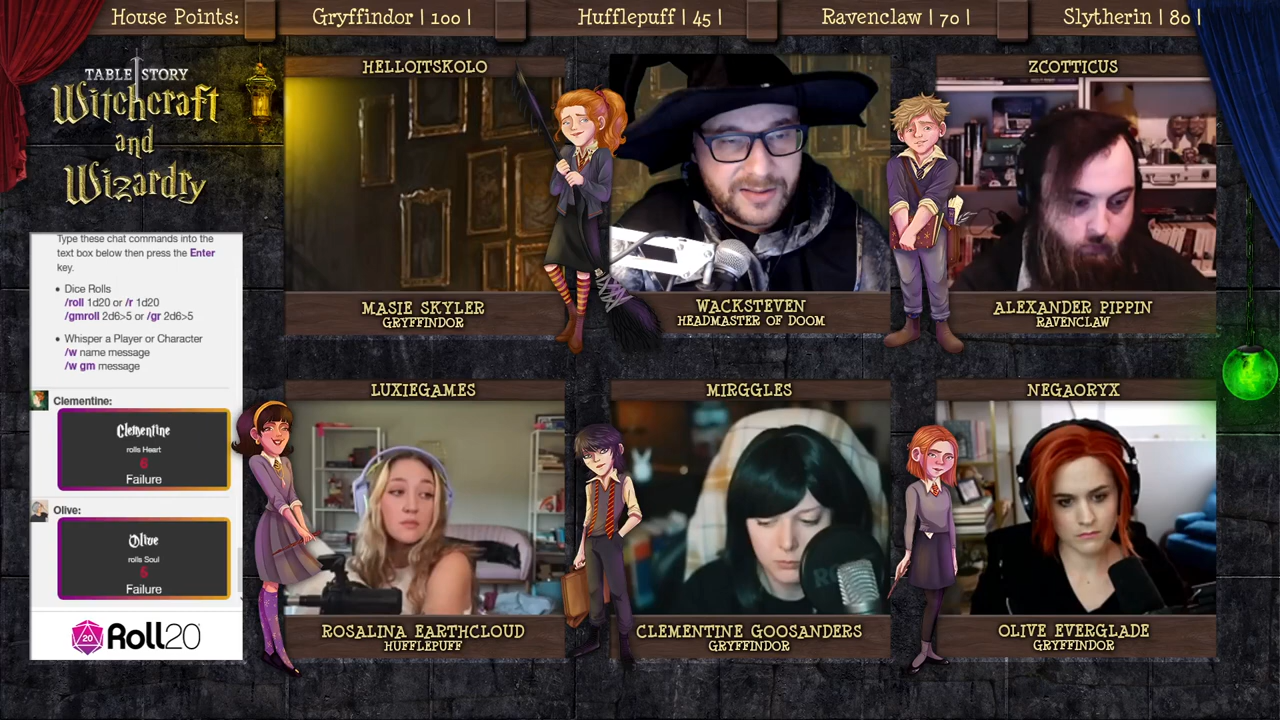 House Points:
Gryffindor | 100 |
Hufflepuff | 45 |
Ravenclaw | 70 |
Slytherin | 80 |
TABLE STORY
Witchcraft
and
Wizardry
Type these chat commands into the
text box below then press the Enter
key.
• Dice Rolls
/roll 1d20 or /r 1d20
/gmroll 2d6>5 or /gr 2d6>5
• Whisper a Player or Character
/w name message
/w gm message
Clementine:
Clementine
rolls Heart
6
Failure
Olive:
Olive
rolls Soul
5
Failure
20
Roll20
HELLOITSKOLO
MASIE SKYLER
GRYFFINDOR
WACKSTEVEN
HEADMASTER OF DOOM
ZCOTTICUS
ALEXANDER PIPPIN
RAVENCLAW
LUXIEGAMES
ROSALINA EARTHCLOUD
HUFFLEPUFF
MIRGGLES
CLEMENTINE GOOSANDERS
GRYFFINDOR
NEGAORYX
OLIVE EVERGLADE
GRYFFINDOR